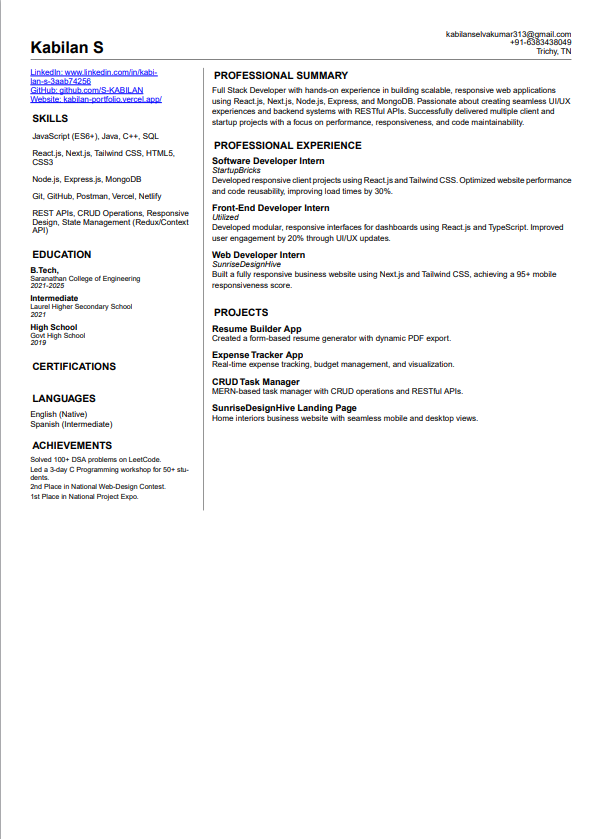 Kabilan S
kabilanselvakumar313@gmail.com
+91-6383438049
Trichy, TN
LinkedIn: www.linkedin.com/in/kabi-
lan-s-3aab74256
GitHub: github.com/S-KABILAN
Website: kabilan-portfolio.vercel.app/
SKILLS
JavaScript (ES6+), Java, C++, SQL
React.js, Next.js, Tailwind CSS, HTML5,
CSS3
Node.js, Express.js, MongoDB
Git, GitHub, Postman, Vercel, Netlify
REST APIs, CRUD Operations, Responsive
Design, State Management (Redux/Context
API)
EDUCATION
B.Tech,
Saranathan College of Engineering
2021-2025
Intermediate
Laurel Higher Secondary School
2021
High School
Govt High School
2019
CERTIFICATIONS
LANGUAGES
English (Native)
Spanish (Intermediate)
ACHIEVEMENTS
Solved 100+ DSA problems on LeetCode.
Led a 3-day C Programming workshop for 50+ stu-
dents.
2nd Place in National Web-Design Contest.
1st Place in National Project Expo.
PROFESSIONAL SUMMARY
Full Stack Developer with hands-on experience in building scalable, responsive web applications
using React.js, Next.js, Node.js, Express, and MongoDB. Passionate about creating seamless UI/UX
experiences and backend systems with RESTful APIs. Successfully delivered multiple client and
startup projects with a focus on performance, responsiveness, and code maintainability.
PROFESSIONAL EXPERIENCE
Software Developer Intern
StartupBricks
Developed responsive client projects using React.js and Tailwind CSS. Optimized website performance
and code reusability, improving load times by 30%.
Front-End Developer Intern
Utilized
Developed modular, responsive interfaces for dashboards using React.js and TypeScript. Improved
user engagement by 20% through UI/UX updates.
Web Developer Intern
SunriseDesignHive
Built a fully responsive business website using Next.js and Tailwind CSS, achieving a 95+ mobile
responsiveness score.
PROJECTS
Resume Builder App
Created a form-based resume generator with dynamic PDF export.
Expense Tracker App
Real-time expense tracking, budget management, and visualization.
CRUD Task Manager
MERN-based task manager with CRUD operations and RESTful APIs.
SunriseDesignHive Landing Page
Home interiors business website with seamless mobile and desktop views.